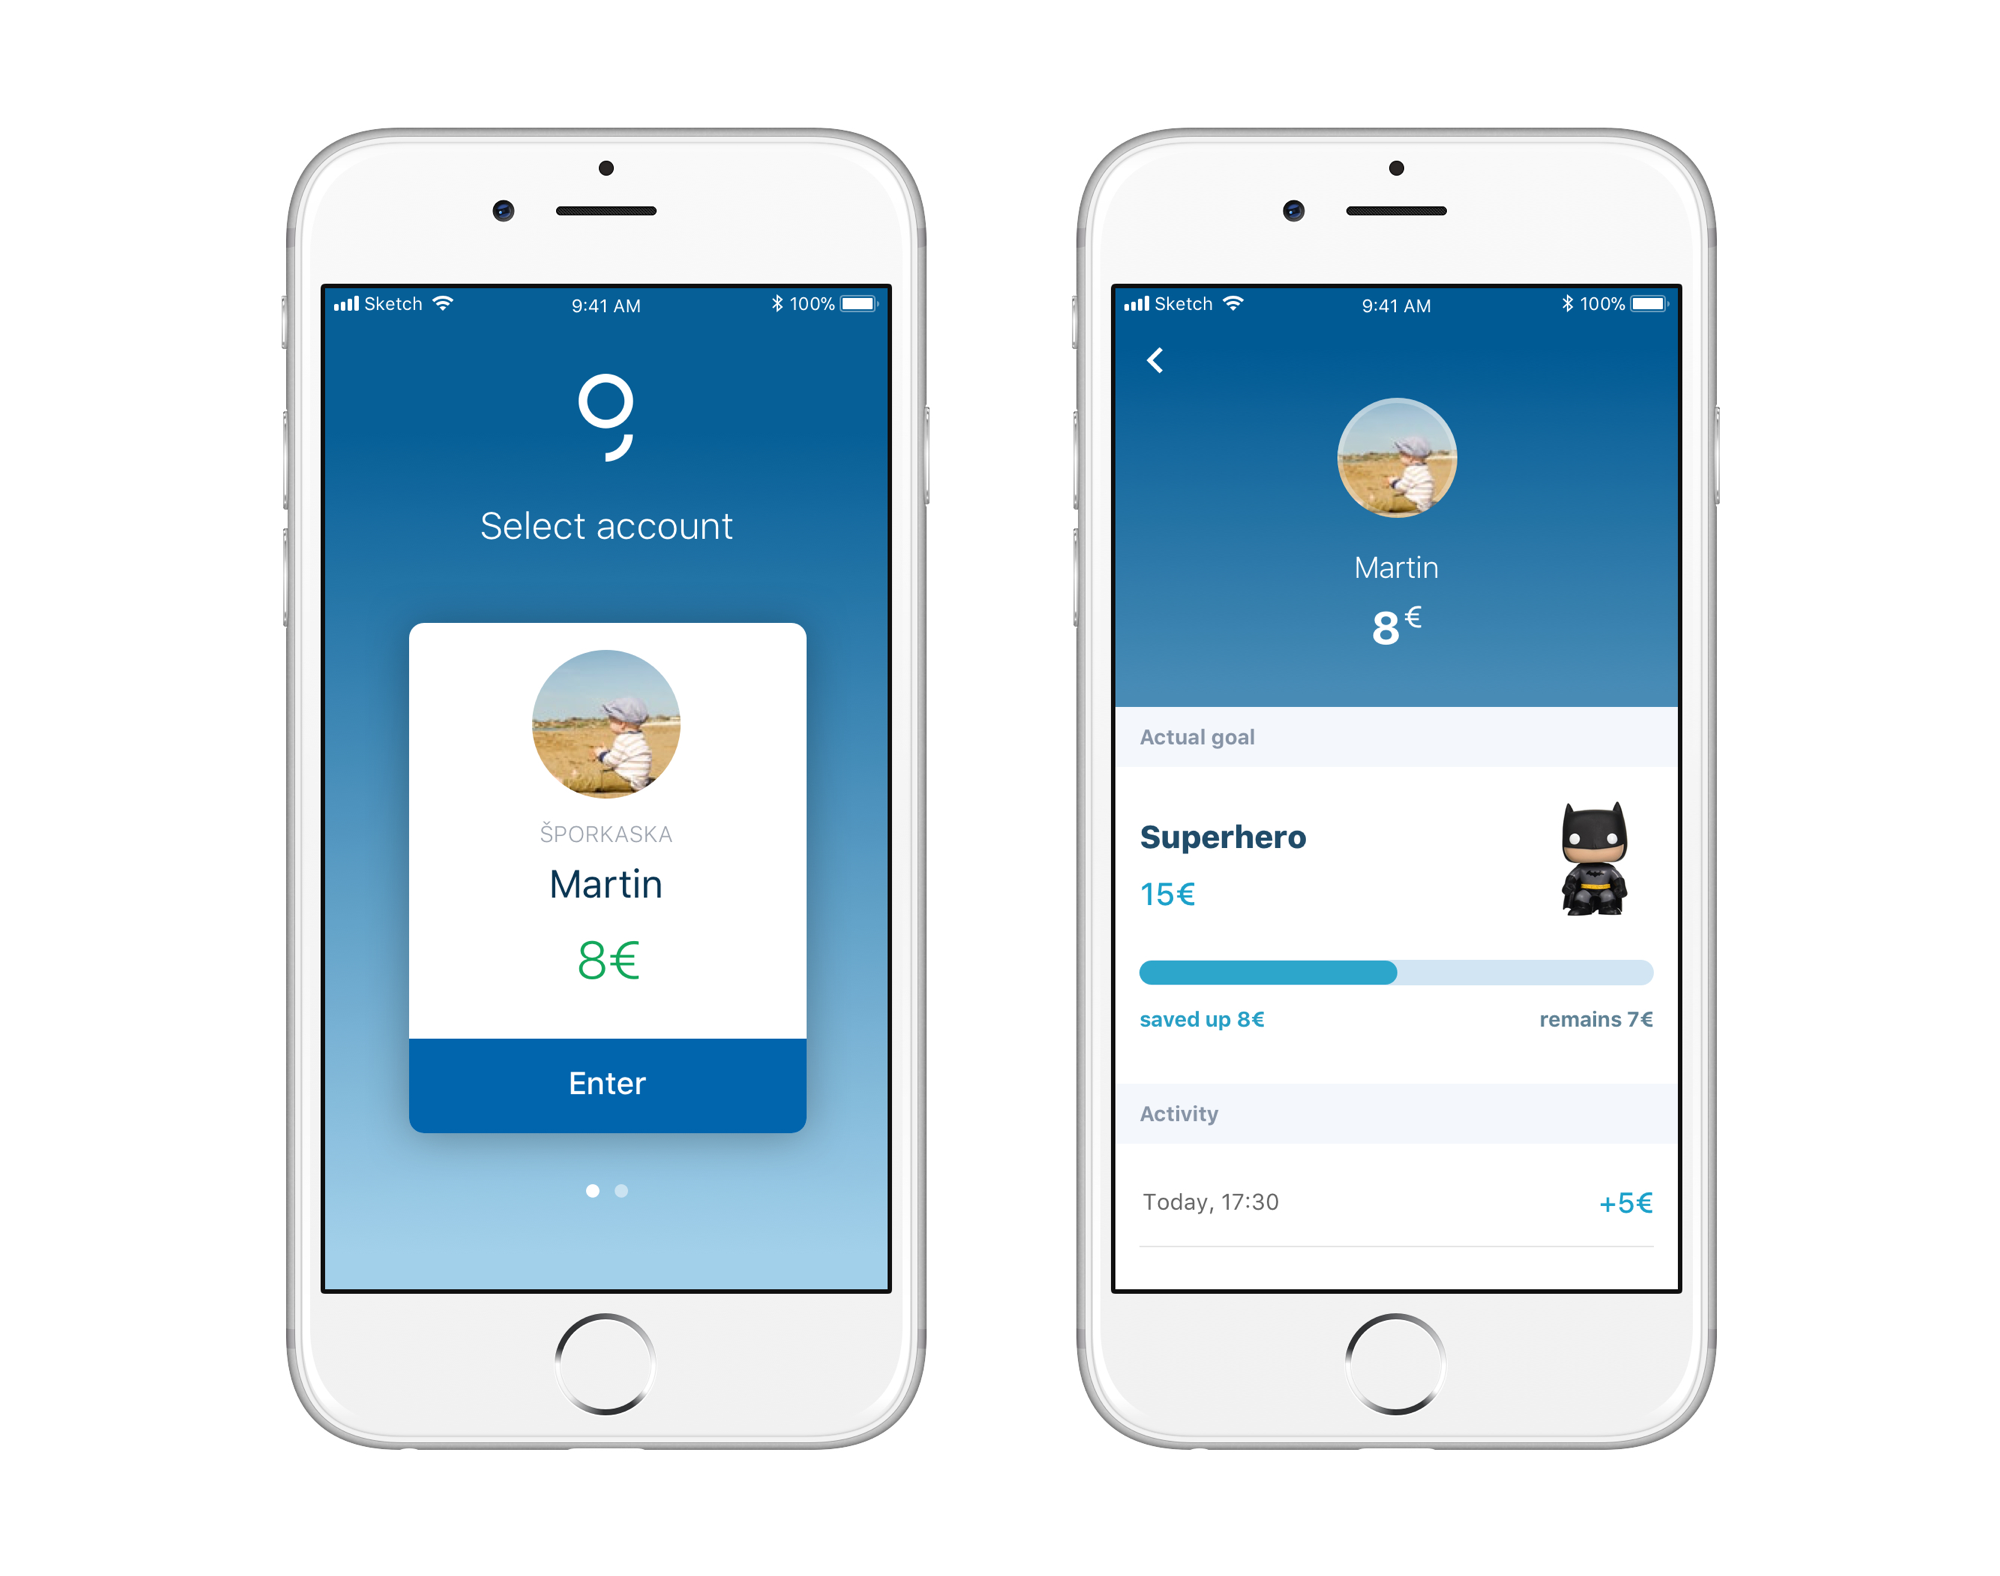 Sketch 9:41 AM 100%
Select account
ŠPORKASKA
Martin
8€
Enter
Sketch 9:41 AM 100%
Martin
8€
Actual goal
Superhero
15€
saved up 8€ remains 7€
Activity
Today, 17:30 +5€